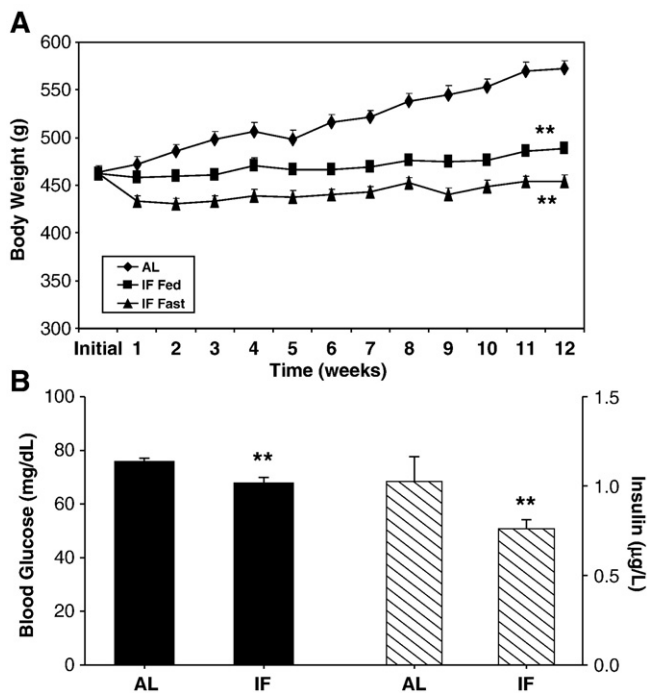 A
600
550
500
450
400
350
300
Body Weight (g)
**
**
AL
IF Fed
IF Fast
Initial 1 2 3 4 5 6 7 8 9 10 11 12
Time (weeks)
B
100
80
60
40
20
0
Blood Glucose (mg/dL)
**
**
1.5
1.0
0.5
0.0
Insulin (µg/L)
AL IF AL IF